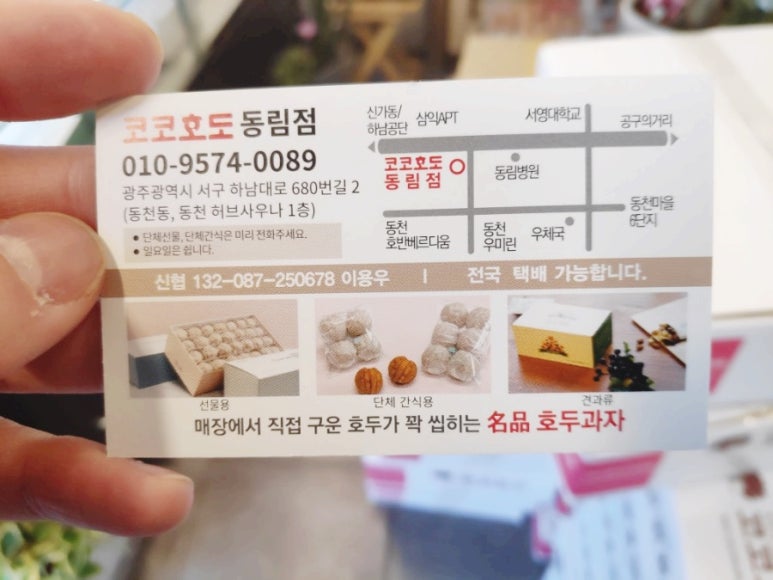 코코호도 동림점
010-9574-0089
광주광역시 서구 하남대로 680번길 2
(동천동, 동천 허브사우나 1층)
● 단체선물, 단체간식은 미리 전화주세요.
● 일요일은 쉽니다.
신가동/
하남공단
삼익APT
서영대학교
공구의거리
코코호도
동림점
동림병원
동천
호반베르디움
동천
우미린
우체국
동천마을
6단지
신협 132-087-250678 이용우 | 전국 택배 가능합니다.
선물용
단체 간식용
견과류
매장에서 직접 구운 호두가 꽉 씹히는 名品 호두과자